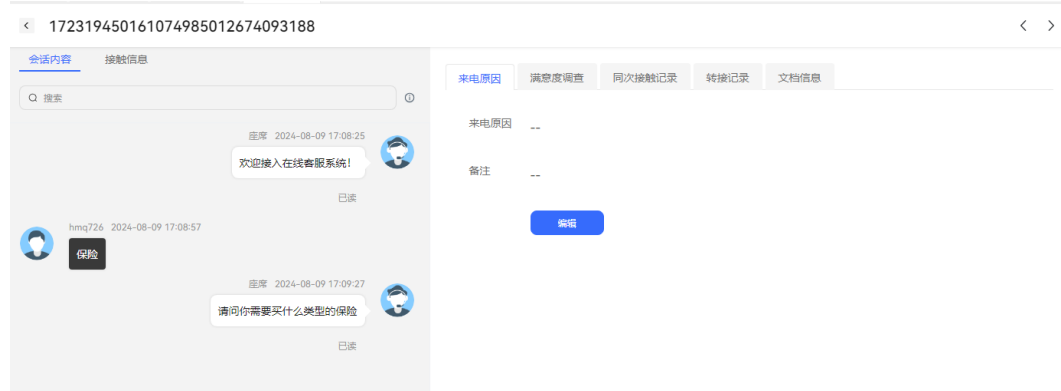 1723194501610749850126740931​88
会话内容 接触信息
搜索
座席 2024-08-09 17:08:25
欢迎接入在线客服系统!
已读
hmq726 2024-08-09 17:08:57
保险
座席 2024-08-09 17:09:27
请问你需要买什么类型的保险
已读
来电原因 满意度调查 同次接触记录 转接记录 文档信息
来电原因 --
备注 --
编辑